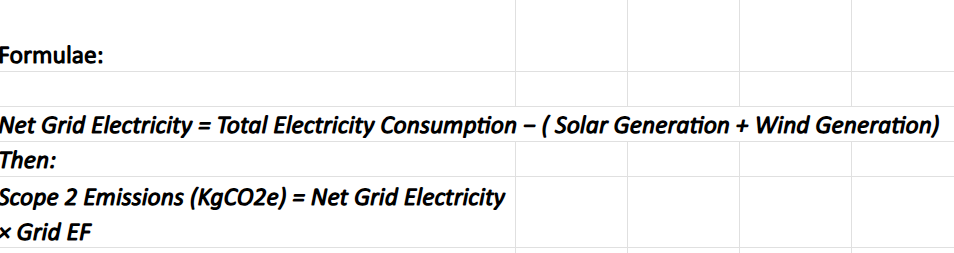 Formulae:
Net Grid Electricity = Total Electricity Consumption − ( Solar Generation + Wind Generation)
Then:
Scope 2 Emissions (KgCO2e) = Net Grid Electricity
× Grid EF